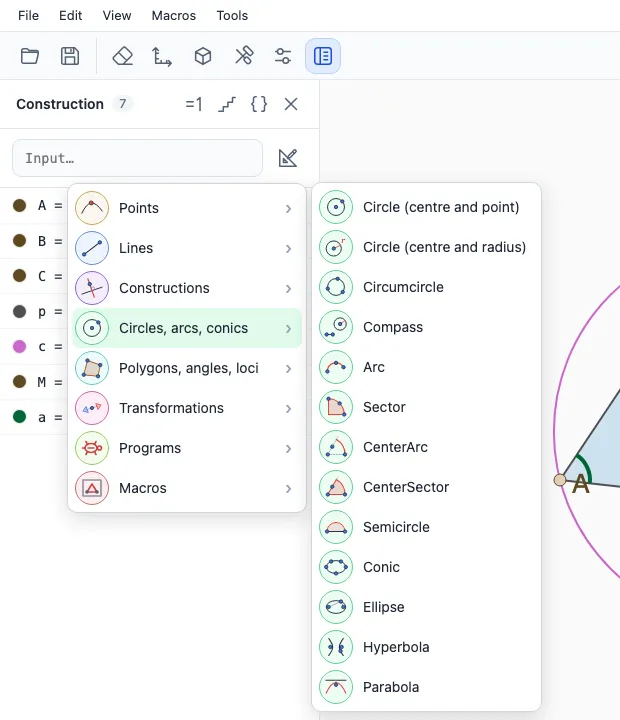 File Edit View Macros Tools
Construction 7 =1 { }
Input…
A =
B =
C =
p =
c =
M =
a =
Points
Lines
Constructions
Circles, arcs, conics
Polygons, angles, loci
Transformations
Programs
Macros
Circle (centre and point)
r
Circle (centre and radius)
Circumcircle
Compass
Arc
Sector
CenterArc
CenterSector
Semicircle
Conic
Ellipse
Hyperbola
Parabola
A